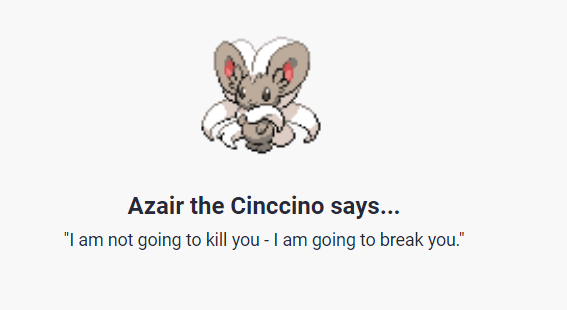 Azair the Cinccino says...
"I am not going to kill you - I am going to break you."